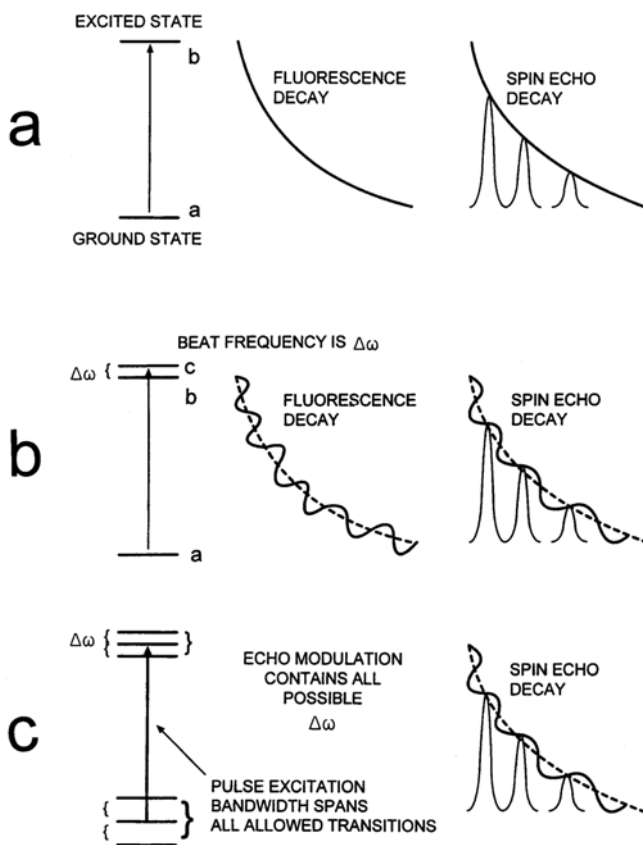 EXCITED STATE
b
a
FLUORESCENCE
DECAY
SPIN ECHO
DECAY
a
GROUND STATE
BEAT FREQUENCY IS Δω
Δω { c
b
FLUORESCENCE
DECAY
SPIN ECHO
DECAY
b
a
Δω { }
{
ECHO MODULATION
CONTAINS ALL
POSSIBLE
Δω
SPIN ECHO
DECAY
c
PULSE EXCITATION
{ } BANDWIDTH SPANS
{ ALL ALLOWED TRANSITIONS